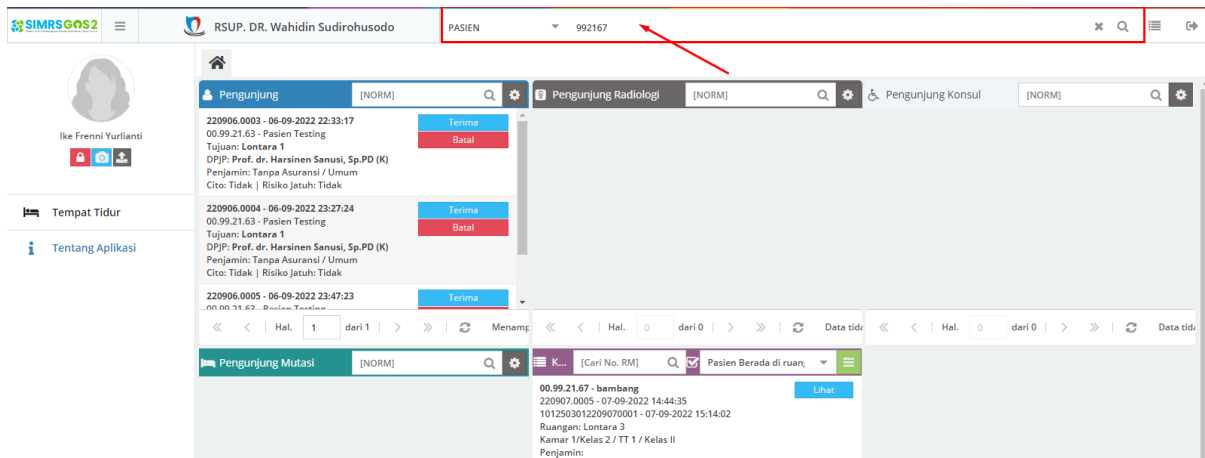 SIMRSGOS2
RSUP. DR. Wahidin Sudirohusodo
PASIEN
992167
Ike Frenni Yurlianti
Tempat Tidur
Tentang Aplikasi
Pengunjung
[NORM]
220906.0003 - 06-09-2022 22:33:17
00.99.21.63 - Pasien Testing
Tujuan: Lontara 1
DPJP: Prof. dr. Harsinen Sanusi, Sp.PD (K)
Penjamin: Tanpa Asuransi / Umum
Cito: Tidak | Risiko Jatuh: Tidak
Terima
Batal
220906.0004 - 06-09-2022 23:27:24
00.99.21.63 - Pasien Testing
Tujuan: Lontara 1
DPJP: Prof. dr. Harsinen Sanusi, Sp.PD (K)
Penjamin: Tanpa Asuransi / Umum
Cito: Tidak | Risiko Jatuh: Tidak
Terima
Batal
220906.0005 - 06-09-2022 23:47:23
00.99.21.63 - Pasien Testing
Terima
Hal. 1 dari 1 Menamp
Pengunjung Radiologi
[NORM]
Hal. 0 dari 0 Data tida
Pengunjung Konsul
[NORM]
Hal. 0 dari 0 Data tida
Pengunjung Mutasi
[NORM]
K...
[Cari No. RM]
Pasien Berada di ruang
00.99.21.67 - bambang
220907.0005 - 07-09-2022 14:44:35
1012503012209070001 - 07-09-2022 15:14:02
Ruangan: Lontara 3
Kamar 1/Kelas 2 / TT 1 / Kelas II
Penjamin:
Lihat